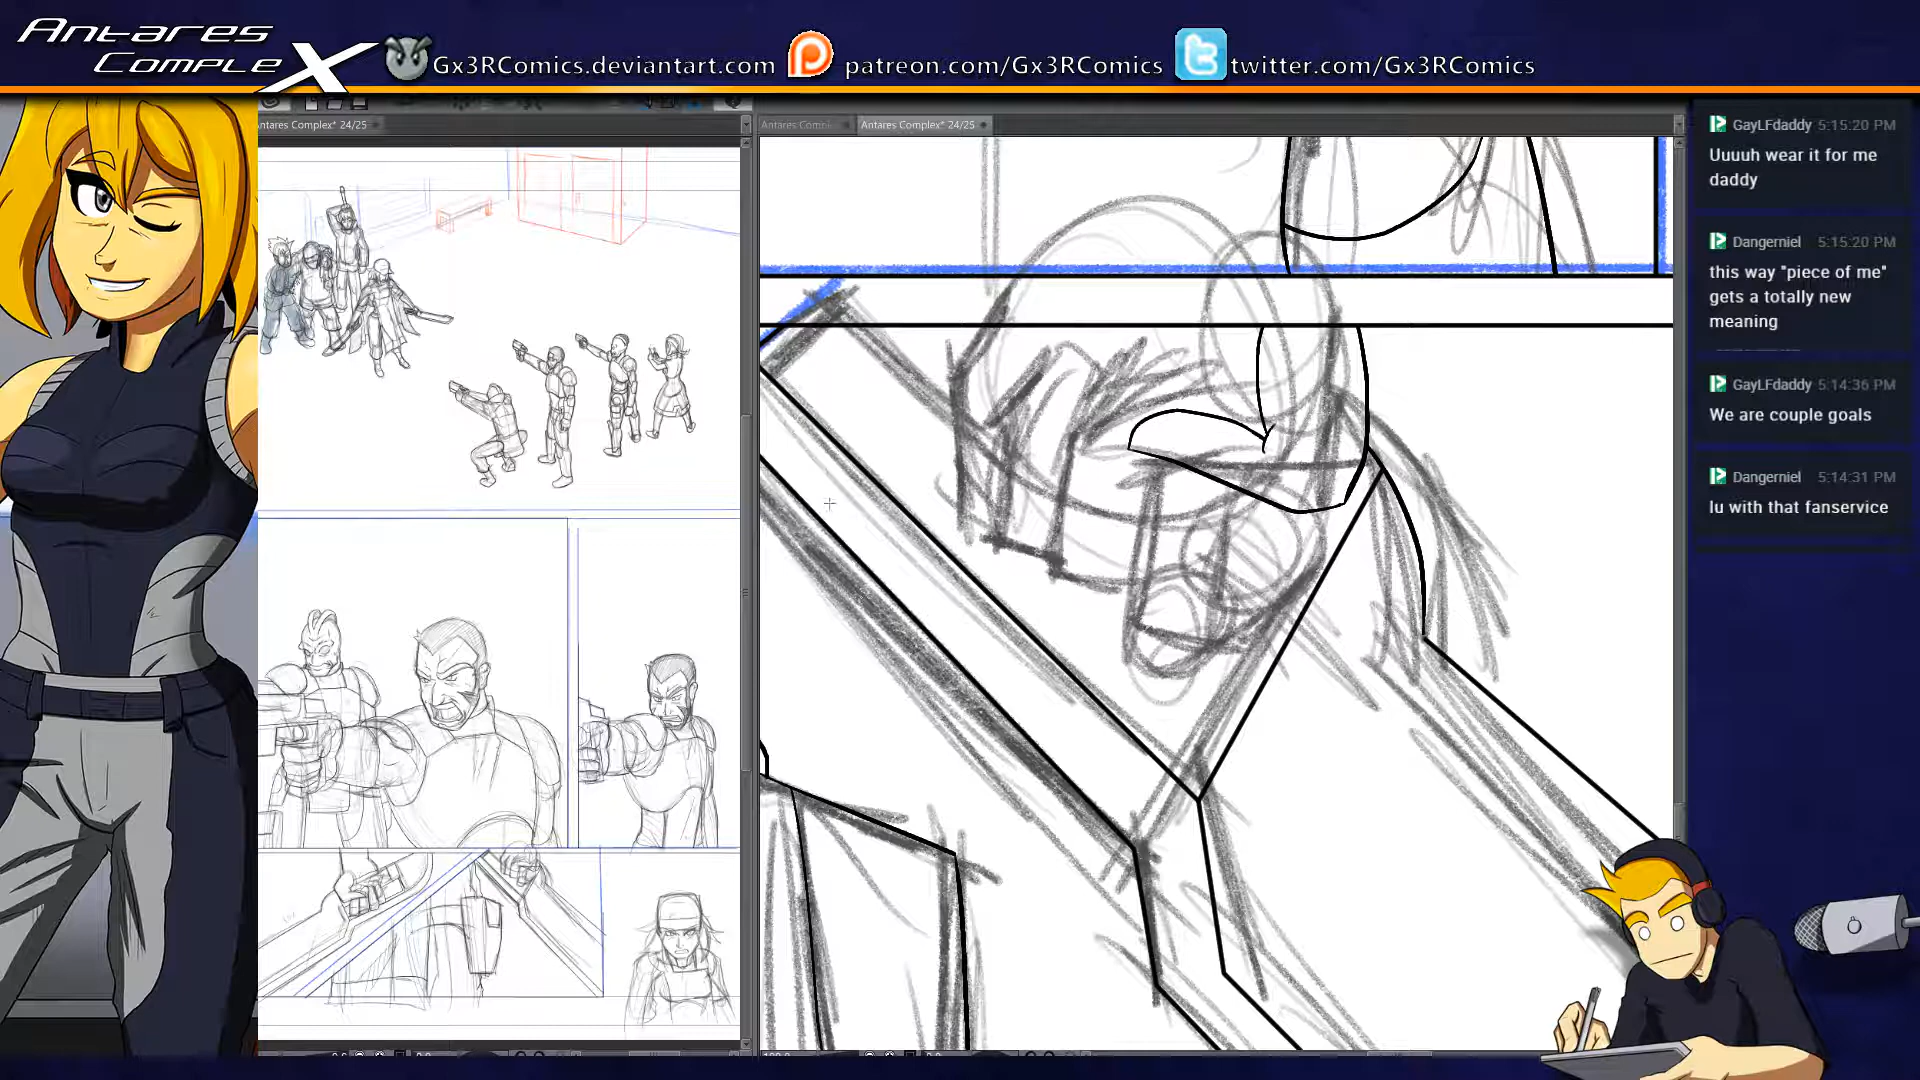 Antares
Complex
Gx3RComics.deviantart.com
patreon.com/Gx3RComics
twitter.com/Gx3RComics
ntares Complex* 24/25
Antares Compl
Antares Complex* 24/25
GayLFdaddy 5:15:20 PM
Uuuuh wear it for me
daddy
Dangerniel 5:15:20 PM
this way "piece of me"
gets a totally new
meaning
GayLFdaddy 5:14:36 PM
We are couple goals
Dangerniel 5:14:31 PM
Iu with that fanservice